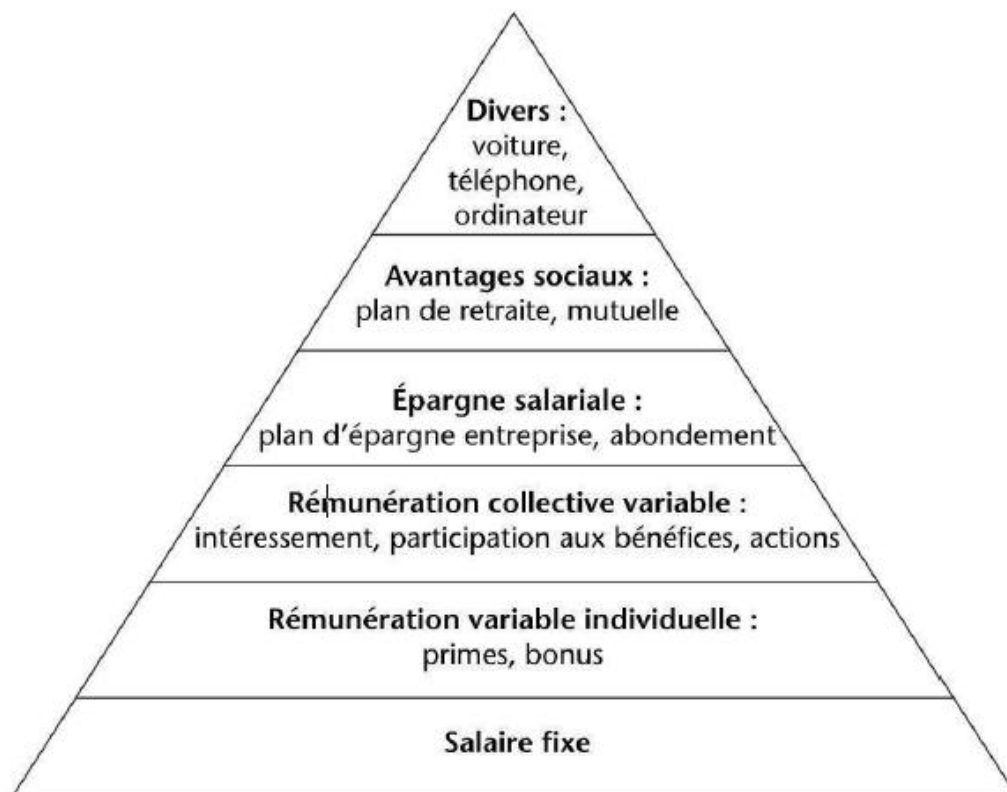 Divers :
voiture,
téléphone,
ordinateur
Avantages sociaux :
plan de retraite, mutuelle
Épargne salariale :
plan d’épargne entreprise, abondement
Rémunération collective variable :
intéressement, participation aux bénéfices, actions
Rémunération variable individuelle :
primes, bonus
Salaire fixe